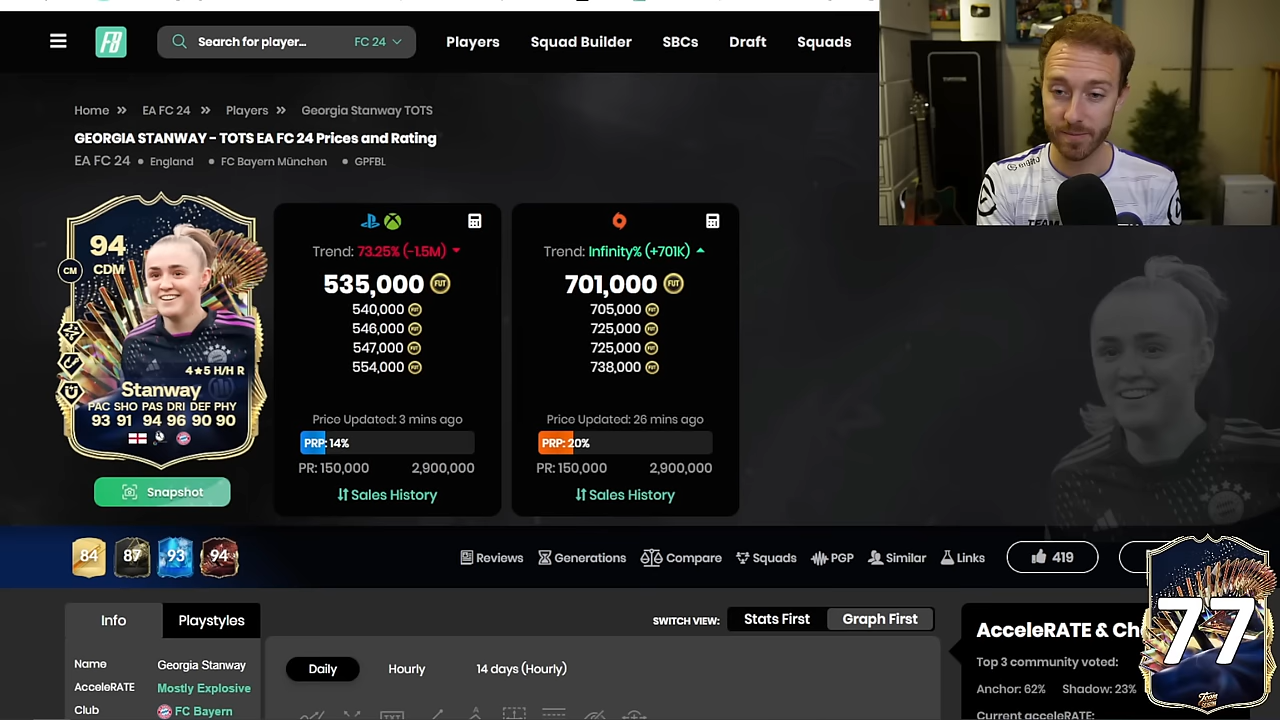 FB
Search for player...
FC 24
Players
Squad Builder
SBCs
Draft
Squads
Home » EA FC 24 » Players » Georgia Stanway TOTS
GEORGIA STANWAY - TOTS EA FC 24 Prices and Rating
EA FC 24 • England • FC Bayern München • GPFBL
94
CM
CDM
4★5 H/H R
Stanway
PAC SHO PAS DRI DEF PHY
93 91 94 96 90 90
Snapshot
Trend: 73.25% (-1.5M)
535,000 FUT
540,000
546,000
547,000
554,000
Price Updated: 3 mins ago
PRP: 14%
PR: 150,000 2,900,000
Sales History
Trend: Infinity% (+701K)
701,000 FUT
705,000
725,000
725,000
738,000
Price Updated: 26 mins ago
PRP: 20%
PR: 150,000 2,900,000
Sales History
TEAM
84 87 93 94
Reviews
Generations
Compare
Squads
PGP
Similar
Links
419
Info
Playstyles
SWITCH VIEW:
Stats First
Graph First
Name Georgia Stanway
AcceleRATE Mostly Explosive
Club FC Bayern
Daily
Hourly
14 days (Hourly)
TXT
AcceleRATE & Ch
Top 3 community voted:
Anchor: 62% Shadow: 23%
Current acceleRATE:
77